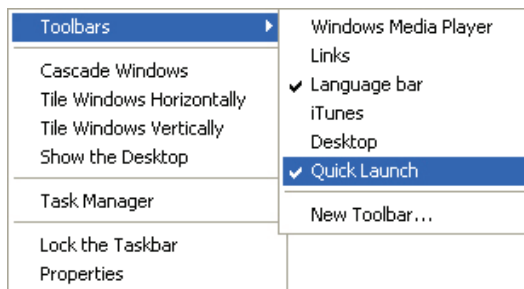 Toolbars
Cascade Windows
Tile Windows Horizontally
Tile Windows Vertically
Show the Desktop
Task Manager
Lock the Taskbar
Properties
Windows Media Player
Links
Language bar
iTunes
Desktop
Quick Launch
New Toolbar...